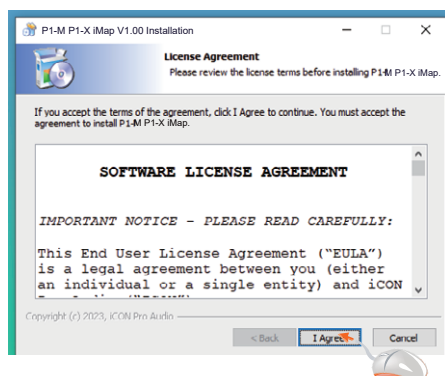 P1-M P1-X iMap V1.00 Installation
License Agreement
Please review the license terms before installing P1-M P1-X iMap.
If you accept the terms of the agreement, click I Agree to continue. You must accept the
agreement to install P1-M P1-X iMap.
SOFTWARE LICENSE AGREEMENT
IMPORTANT NOTICE – PLEASE READ CAREFULLY:
This End User License Agreement (“EULA”)
is a legal agreement between you (either
an individual or a single entity) and iCON
Copyright (c) 2023, iCON Pro Audio
< Back
I Agree
Cancel